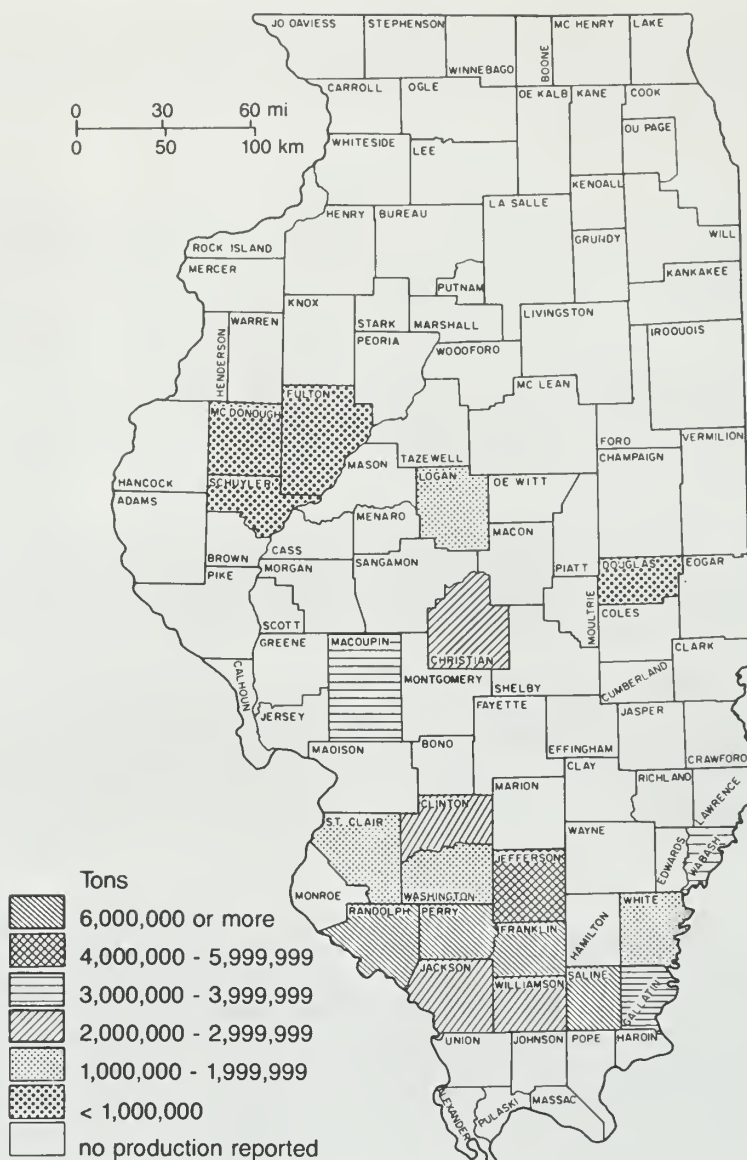 JO DAVIESS STEPHENSON WINNEBAGO BOONE MC HENRY LAKE
CARROLL OGLE DE KALB KANE COOK
0 30 60 mi
0 50 100 km
DU PAGE
WHITESIDE LEE
KENDALL
HENRY BUREAU LA SALLE
GRUNDY WILL
ROCK ISLAND
MERCER
PUTNAM KANKAKEE
KNOX
HENDERSON WARREN STARK MARSHALL LIVINGSTON IROQUOIS
PEORIA
WOODFORD
MC LEAN
FULTON
MC DONOUGH
FORD VERMILION
TAZEWELL CHAMPAIGN
MASON LOGAN
HANCOCK SCHUYLER DE WITT
ADAMS
MENARD MACON
BROWN CASS
PIKE MORGAN SANGAMON PIATT DOUGLAS EDGAR
MOULTRIE
SCOTT COLES
GREENE MACOUPIN CHRISTIAN CLARK
CALHOUN MONTGOMERY SHELBY CUMBERLAND
JERSEY FAYETTE JASPER
MADISON BOND EFFINGHAM CRAWFORD
CLAY
MARION RICHLAND LAWRENCE
CLINTON
ST. CLAIR WAYNE
EDWARDS WABASH
JEFFERSON
MONROE WASHINGTON WHITE
RANDOLPH PERRY FRANKLIN HAMILTON
JACKSON WILLIAMSON SALINE GALLATIN
UNION JOHNSON POPE HARDIN
ALEXANDER PULASKI MASSAC
Tons
6,000,000 or more
4,000,000 - 5,999,999
3,000,000 - 3,999,999
2,000,000 - 2,999,999
1,000,000 - 1,999,999
< 1,000,000
no production reported